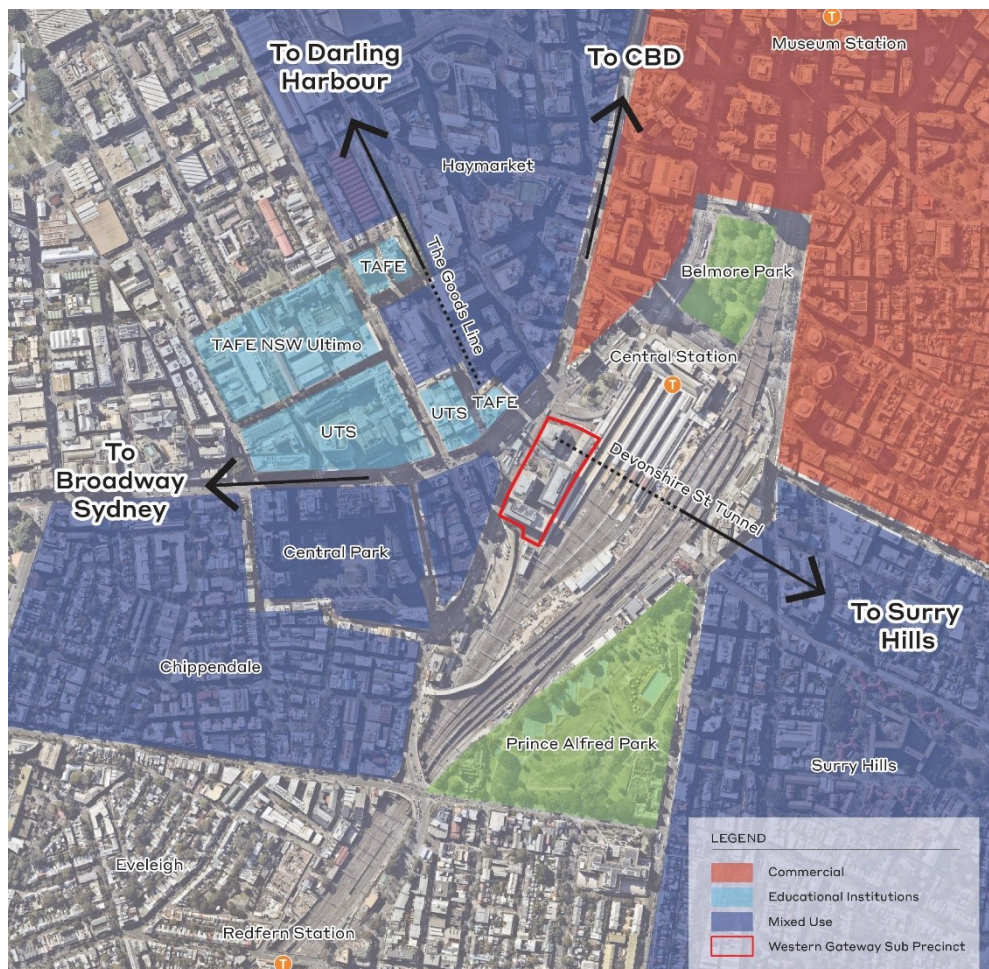 Museum Station
To Darling
Harbour
To CBD
Haymarket
The Goods Line
TAFE
Belmore Park
TAFE NSW Ultimo
Central Station
T
T
UTS
TAFE
UTS
To
Broadway
Sydney
Devonshire St Tunnel
Central Park
To Surry
Hills
Chippendale
Prince Alfred Park
Surry Hills
Eveleigh
Redfern Station
T
LEGEND
Commercial
Educational Institutions
Mixed Use
Western Gateway Sub Precinct